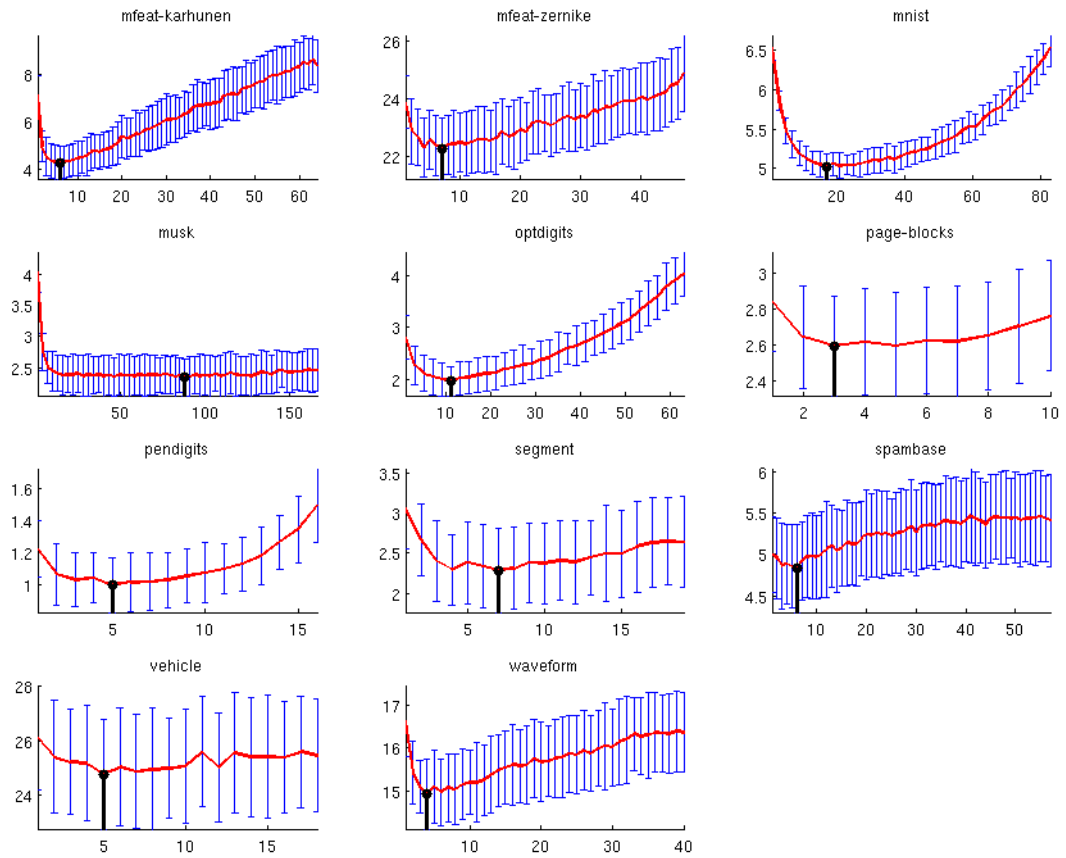 mfeat-karhunen
8
6
4
10 20 30 40 50 60
mfeat-zernike
26
24
22
10 20 30 40
mnist
6.5
6
5.5
5
20 40 60 80
musk
4
3.5
3
2.5
50 100 150
optdigits
4
3
2
10 20 30 40 50 60
page-blocks
3
2.8
2.6
2.4
2 4 6 8 10
pendigits
1.6
1.4
1.2
1
5 10 15
segment
3.5
3
2.5
2
5 10 15
spambase
6
5.5
5
4.5
10 20 30 40 50
vehicle
28
26
24
5 10 15
waveform
17
16
15
10 20 30 40